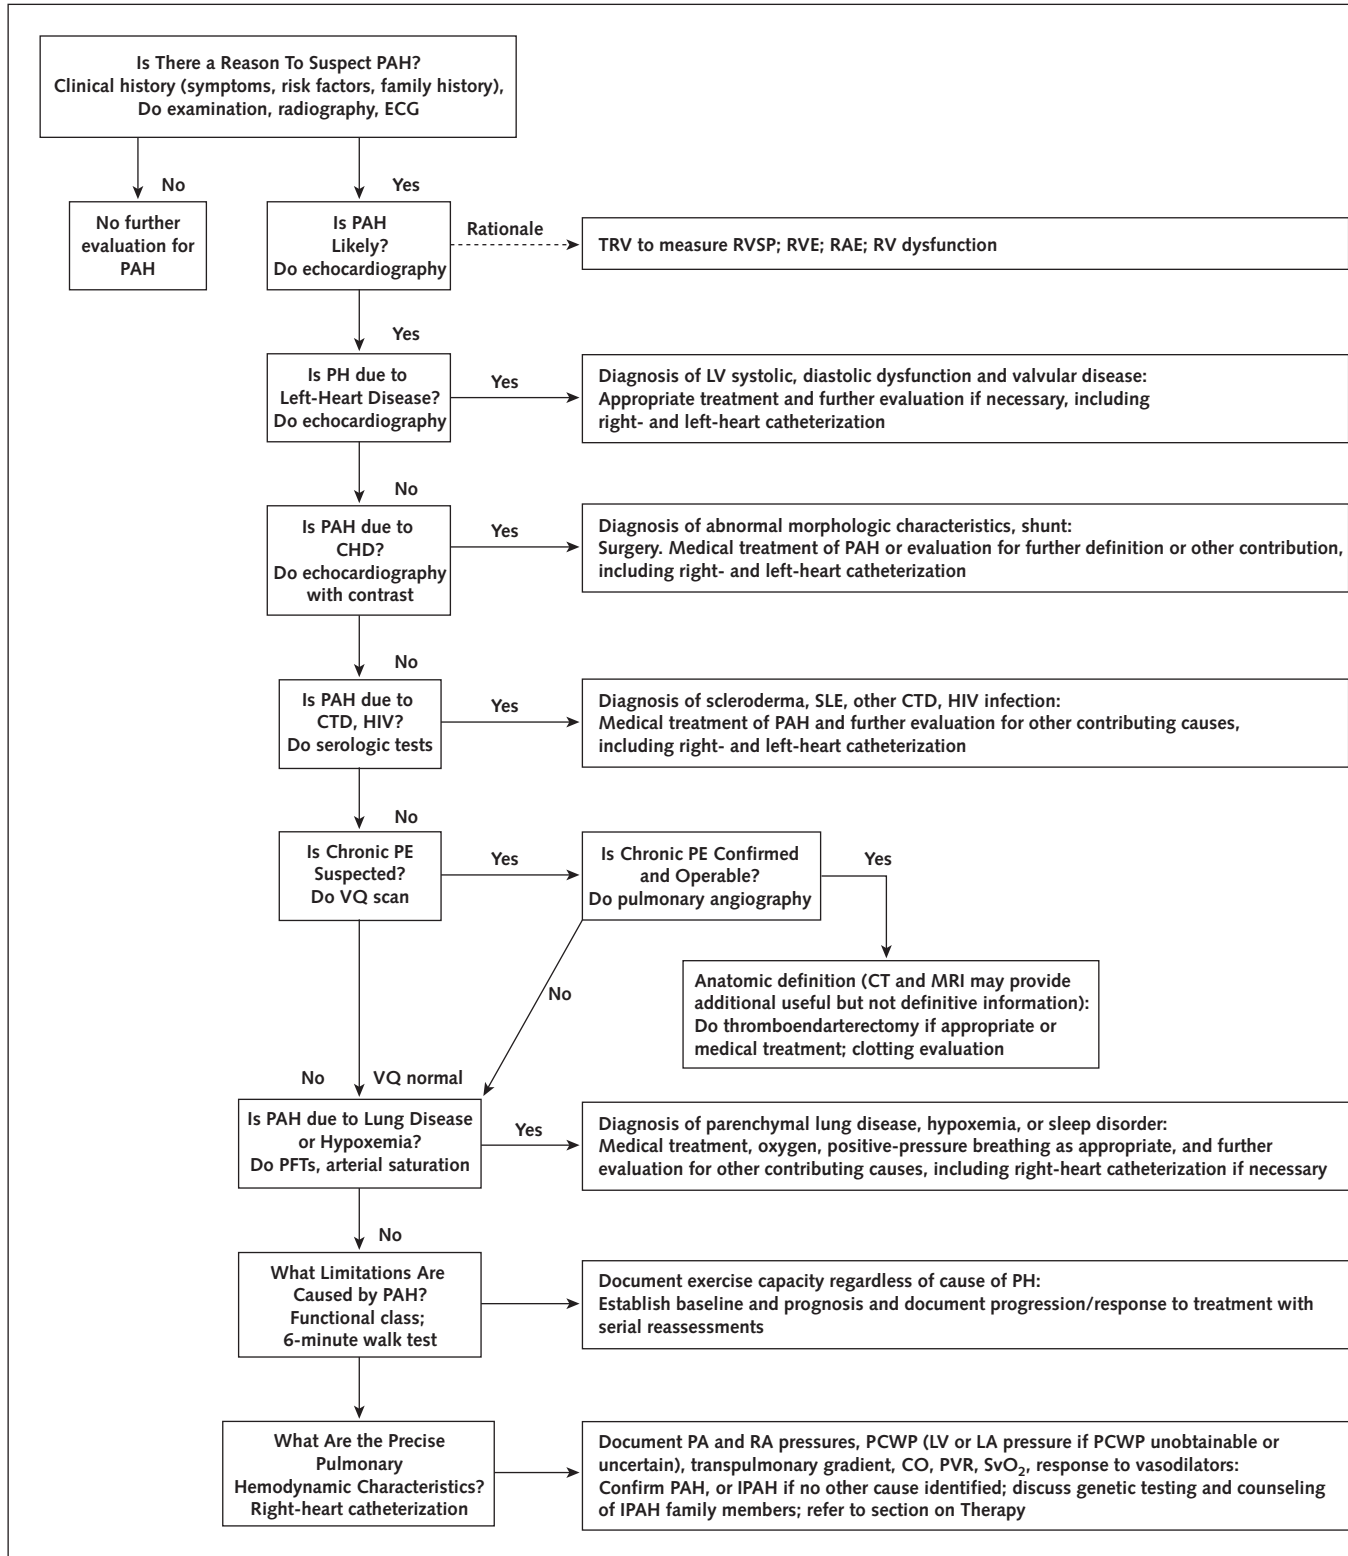 Is There a Reason To Suspect PAH?
Clinical history (symptoms, risk factors, family history),
Do examination, radiography, ECG
No
Yes
No further
evaluation for
PAH
Is PAH
Likely?
Do echocardiography
Rationale
TRV to measure RVSP; RVE; RAE; RV dysfunction
Yes
Is PH due to
Left-Heart Disease?
Do echocardiography
Yes
Diagnosis of LV systolic, diastolic dysfunction and valvular disease:
Appropriate treatment and further evaluation if necessary, including
right- and left-heart catheterization
No
Is PAH due to
CHD?
Do echocardiography
with contrast
Yes
Diagnosis of abnormal morphologic characteristics, shunt:
Surgery. Medical treatment of PAH or evaluation for further definition or other contribution,
including right- and left-heart catheterization
No
Is PAH due to
CTD, HIV?
Do serologic tests
Yes
Diagnosis of scleroderma, SLE, other CTD, HIV infection:
Medical treatment of PAH and further evaluation for other contributing causes,
including right- and left-heart catheterization
No
Is Chronic PE
Suspected?
Do VQ scan
Yes
Is Chronic PE Confirmed
and Operable?
Do pulmonary angiography
Yes
Anatomic definition (CT and MRI may provide
additional useful but not definitive information):
Do thromboendarterectomy if appropriate or
medical treatment; clotting evaluation
No
No
VQ normal
Is PAH due to Lung Disease
or Hypoxemia?
Do PFTs, arterial saturation
Yes
Diagnosis of parenchymal lung disease, hypoxemia, or sleep disorder:
Medical treatment, oxygen, positive-pressure breathing as appropriate, and further
evaluation for other contributing causes, including right-heart catheterization if necessary
No
What Limitations Are
Caused by PAH?
Functional class;
6-minute walk test
Document exercise capacity regardless of cause of PH:
Establish baseline and prognosis and document progression/response to treatment with
serial reassessments
What Are the Precise
Pulmonary
Hemodynamic Characteristics?
Right-heart catheterization
Document PA and RA pressures, PCWP (LV or LA pressure if PCWP unobtainable or
uncertain), transpulmonary gradient, CO, PVR, SvO₂, response to vasodilators:
Confirm PAH, or IPAH if no other cause identified; discuss genetic testing and counseling
of IPAH family members; refer to section on Therapy